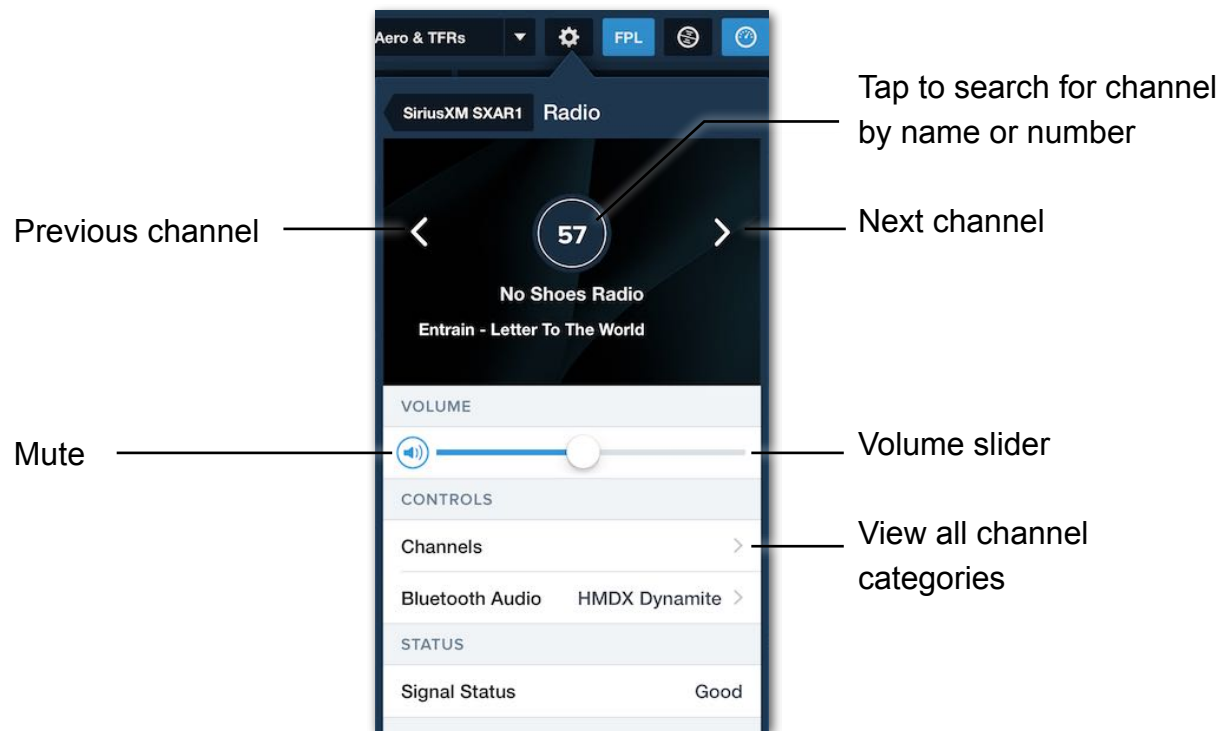 Aero & TFRs
FPL
SiriusXM SXAR1
Radio
Tap to search for channel
by name or number
Previous channel
57
Next channel
No Shoes Radio
Entrain - Letter To The World
VOLUME
Mute
Volume slider
CONTROLS
Channels
View all channel
categories
Bluetooth Audio
HMDX Dynamite
STATUS
Signal Status
Good